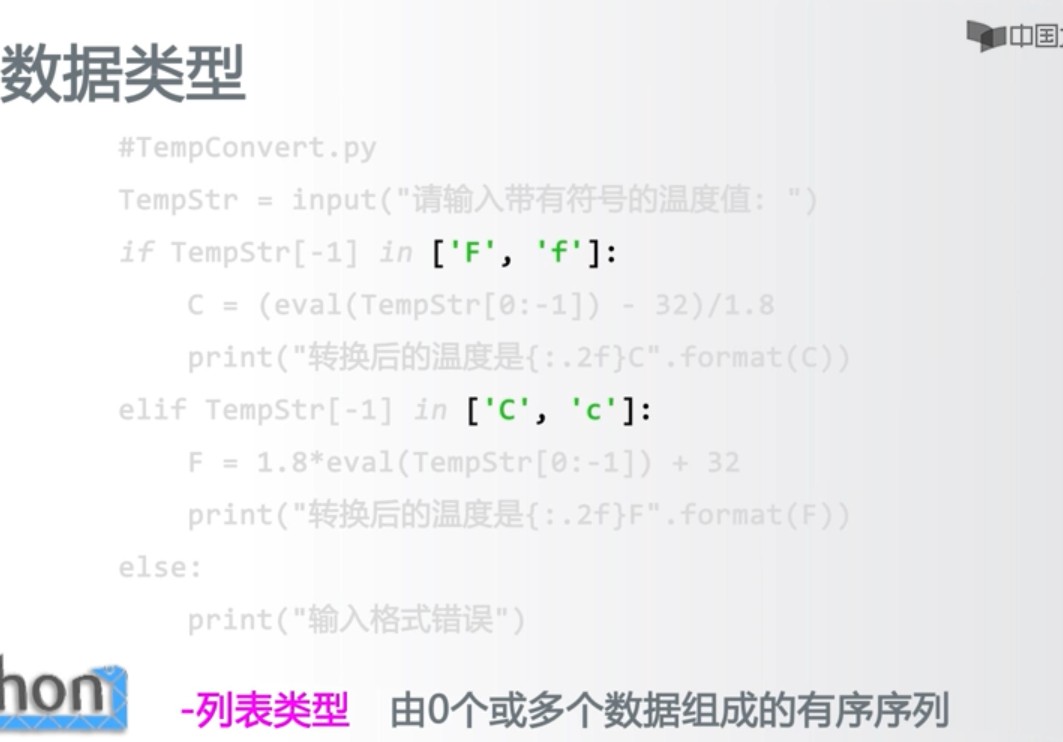 中国
数据类型
#TempConvert.py
TempStr = input("请输入带有符号的温度值: ")
if TempStr[-1] in ['F', 'f']:
    C = (eval(TempStr[0:-1]) - 32)/1.8
    print("转换后的温度是{:.2f}C".format(C))
elif TempStr[-1] in ['C', 'c']:
    F = 1.8*eval(TempStr[0:-1]) + 32
    print("转换后的温度是{:.2f}F".format(F))
else:
    print("输入格式错误")
hon
-列表类型 由0个或多个数据组成的有序序列